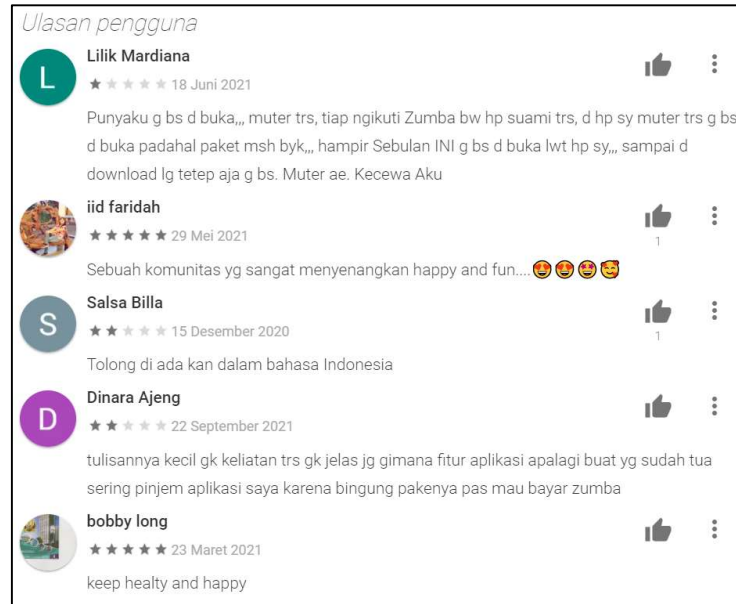 Ulasan pengguna
L
Lilik Mardiana
18 Juni 2021
Punyaku g bs d buka,,, muter trs, tiap ngikuti Zumba bw hp suami trs, d hp sy muter trs g bs
d buka padahal paket msh byk,,, hampir Sebulan INI g bs d buka lwt hp sy,,, sampai d
download lg tetep aja g bs. Muter ae. Kecewa Aku
iid faridah
29 Mei 2021
1
Sebuah komunitas yg sangat menyenangkan happy and fun....😍😍🤩🥰
S
Salsa Billa
15 Desember 2020
1
Tolong di ada kan dalam bahasa Indonesia
D
Dinara Ajeng
22 September 2021
tulisannya kecil gk keliatan trs gk jelas jg gimana fitur aplikasi apalagi buat yg sudah tua
sering pinjem aplikasi saya karena bingung pakenya pas mau bayar zumba
bobby long
23 Maret 2021
keep healty and happy